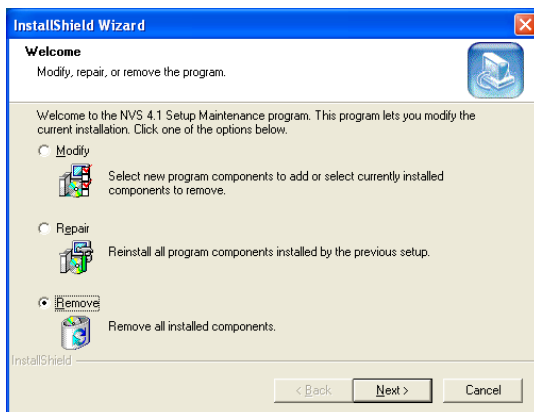 InstallShield Wizard
Welcome
Modify, repair, or remove the program.
Welcome to the NVS 4.1 Setup Maintenance program. This program lets you modify the
current installation. Click one of the options below.
Modify
Select new program components to add or select currently installed
components to remove.
Repair
Reinstall all program components installed by the previous setup.
Remove
Remove all installed components.
InstallShield
< Back
Next >
Cancel